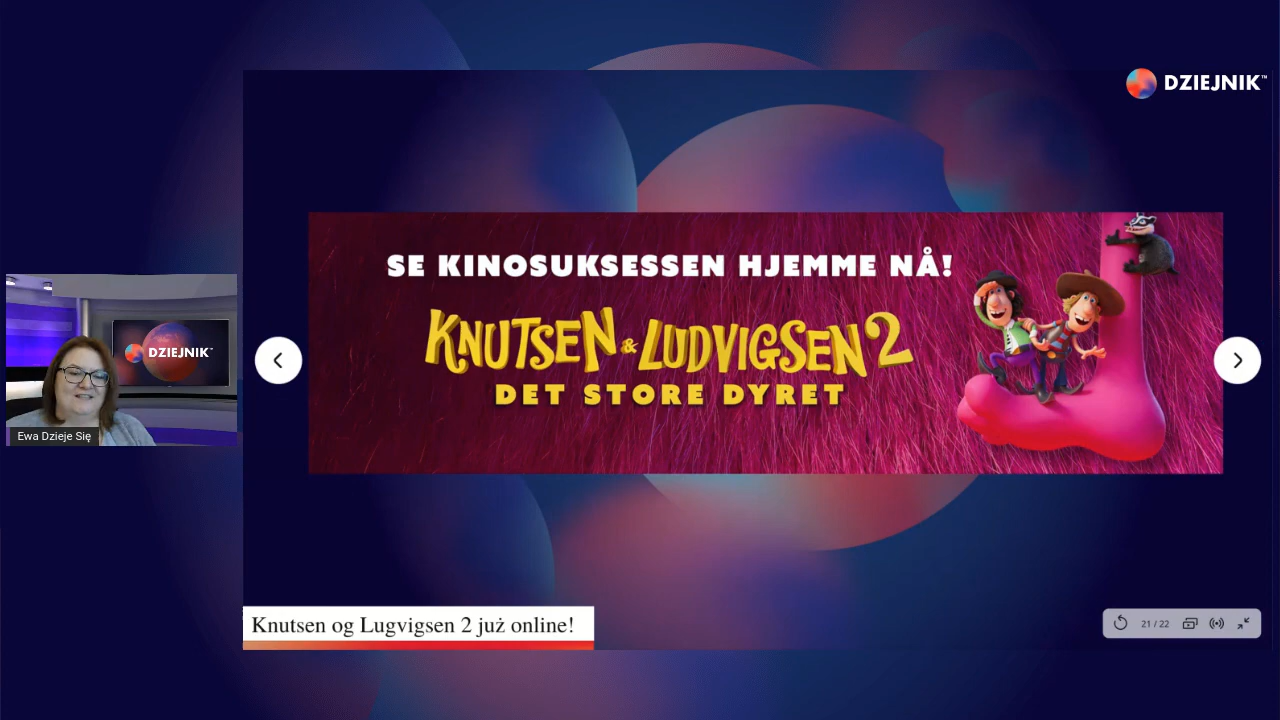 DZIEJNIK™
SE KINOSUKSESSEN HJEMME NÅ!
KNUTSEN & LUDVIGSEN 2
DET STORE DYRET
DZIEJNIK™
Ewa Dzieje Się
Knutsen og Lugvigsen 2 już online!
21 / 22